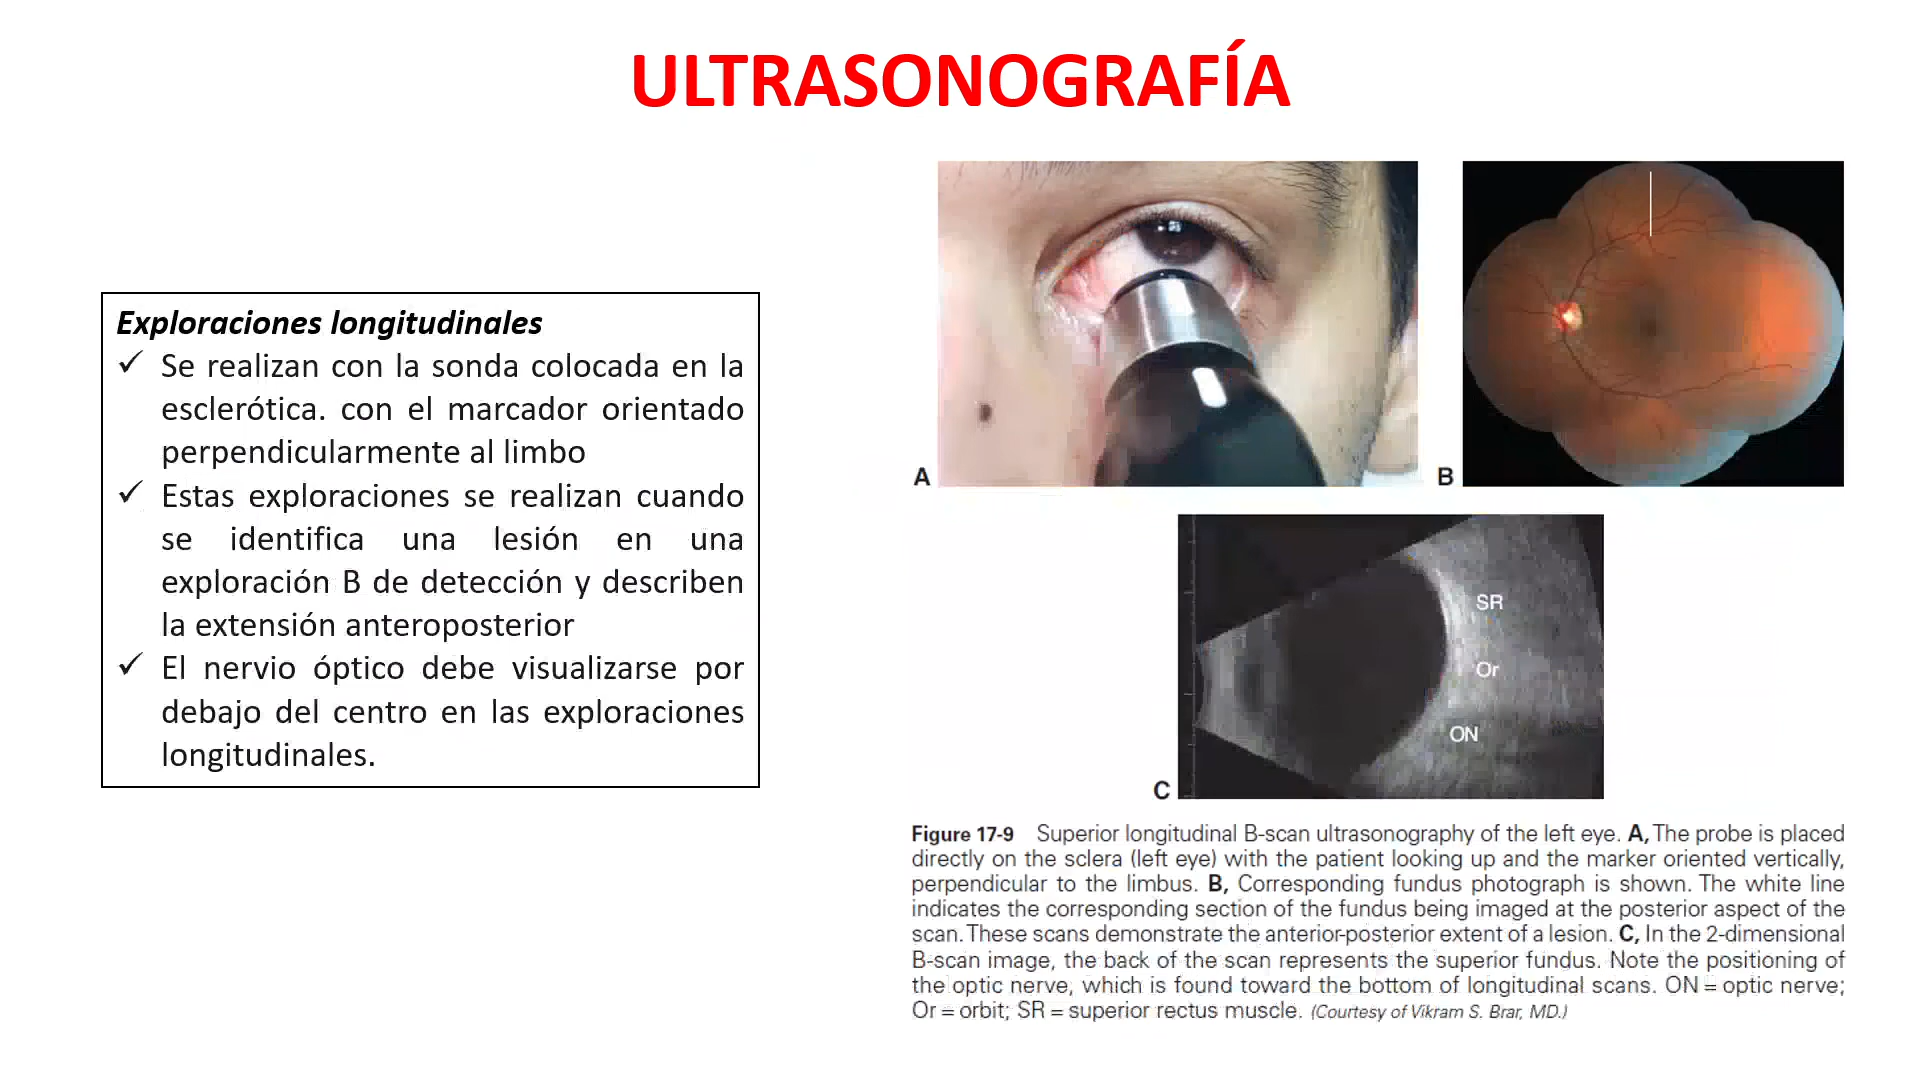 ULTRASONOGRAFÍA
Exploraciones longitudinales
✓ Se realizan con la sonda colocada en la
esclerótica. con el marcador orientado
perpendicularmente al limbo
✓ Estas exploraciones se realizan cuando
se identifica una lesión en una
exploración B de detección y describen
la extensión anteroposterior
✓ El nervio óptico debe visualizarse por
debajo del centro en las exploraciones
longitudinales.
A
B
SR
Or
ON
C
Figure 17-9 Superior longitudinal B-scan ultrasonography of the left eye. A, The probe is placed
directly on the sclera (left eye) with the patient looking up and the marker oriented vertically,
perpendicular to the limbus. B, Corresponding fundus photograph is shown. The white line
indicates the corresponding section of the fundus being imaged at the posterior aspect of the
scan. These scans demonstrate the anterior-posterior extent of a lesion. C, In the 2-dimensional
B-scan image, the back of the scan represents the superior fundus. Note the positioning of
the optic nerve, which is found toward the bottom of longitudinal scans. ON = optic nerve;
Or = orbit; SR = superior rectus muscle. (Courtesy of Vikram S. Brar, MD.)